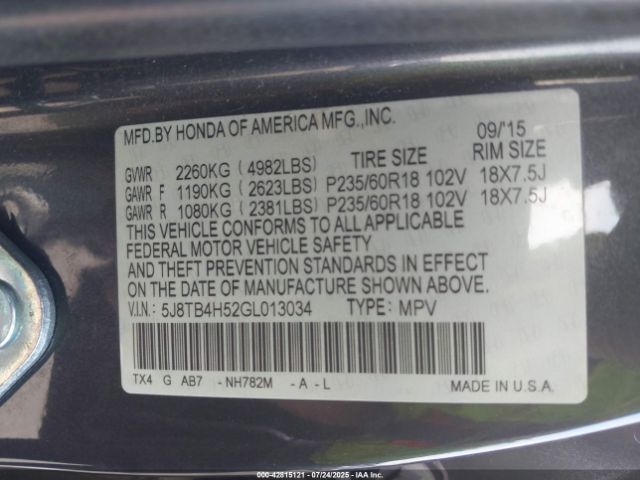 MFD.BY HONDA OF AMERICA MFG.,INC. 09/'15
GVWR 2260KG (4982LBS) TIRE SIZE RIM SIZE
GAWR F 1190KG (2623LBS) P235/60R18 102V 18X7.5J
GAWR R 1080KG (2381LBS) P235/60R18 102V 18X7.5J
THIS VEHICLE CONFORMS TO ALL APPLICABLE
FEDERAL MOTOR VEHICLE SAFETY
AND THEFT PREVENTION STANDARDS IN EFFECT
ON THE DATE OF MANUFACTURE SHOWN ABOVE.
V.I.N.: 5J8TB4H52GL013034 TYPE: MPV
TX4 G AB7 -NH782M -A-L MADE IN U.S.A.
000-42815121 - 07/24/2025 - IAAI.com